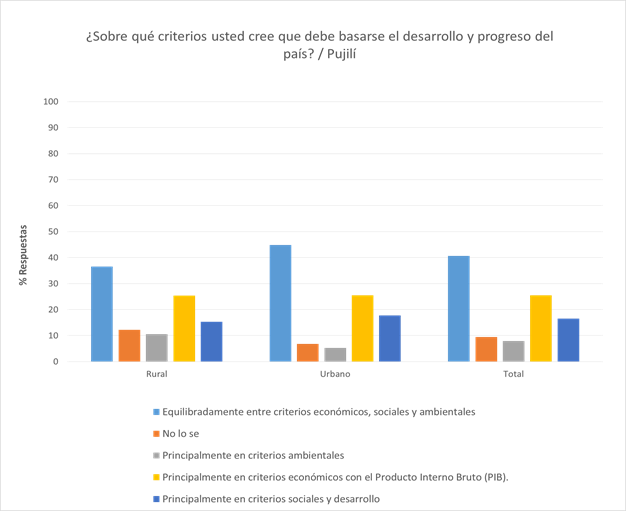 ¿Sobre qué criterios usted cree que debe basarse el desarrollo y progreso del
país? / Pujilí
100
90
80
70
60
50
40
30
20
10
0
% Respuestas
Rural
Urbano
Total
Equilibradamente entre criterios económicos, sociales y ambientales
No lo se
Principalmente en criterios ambientales
Principalmente en criterios económicos con el Producto Interno Bruto (PIB).
Principalmente en criterios sociales y desarrollo